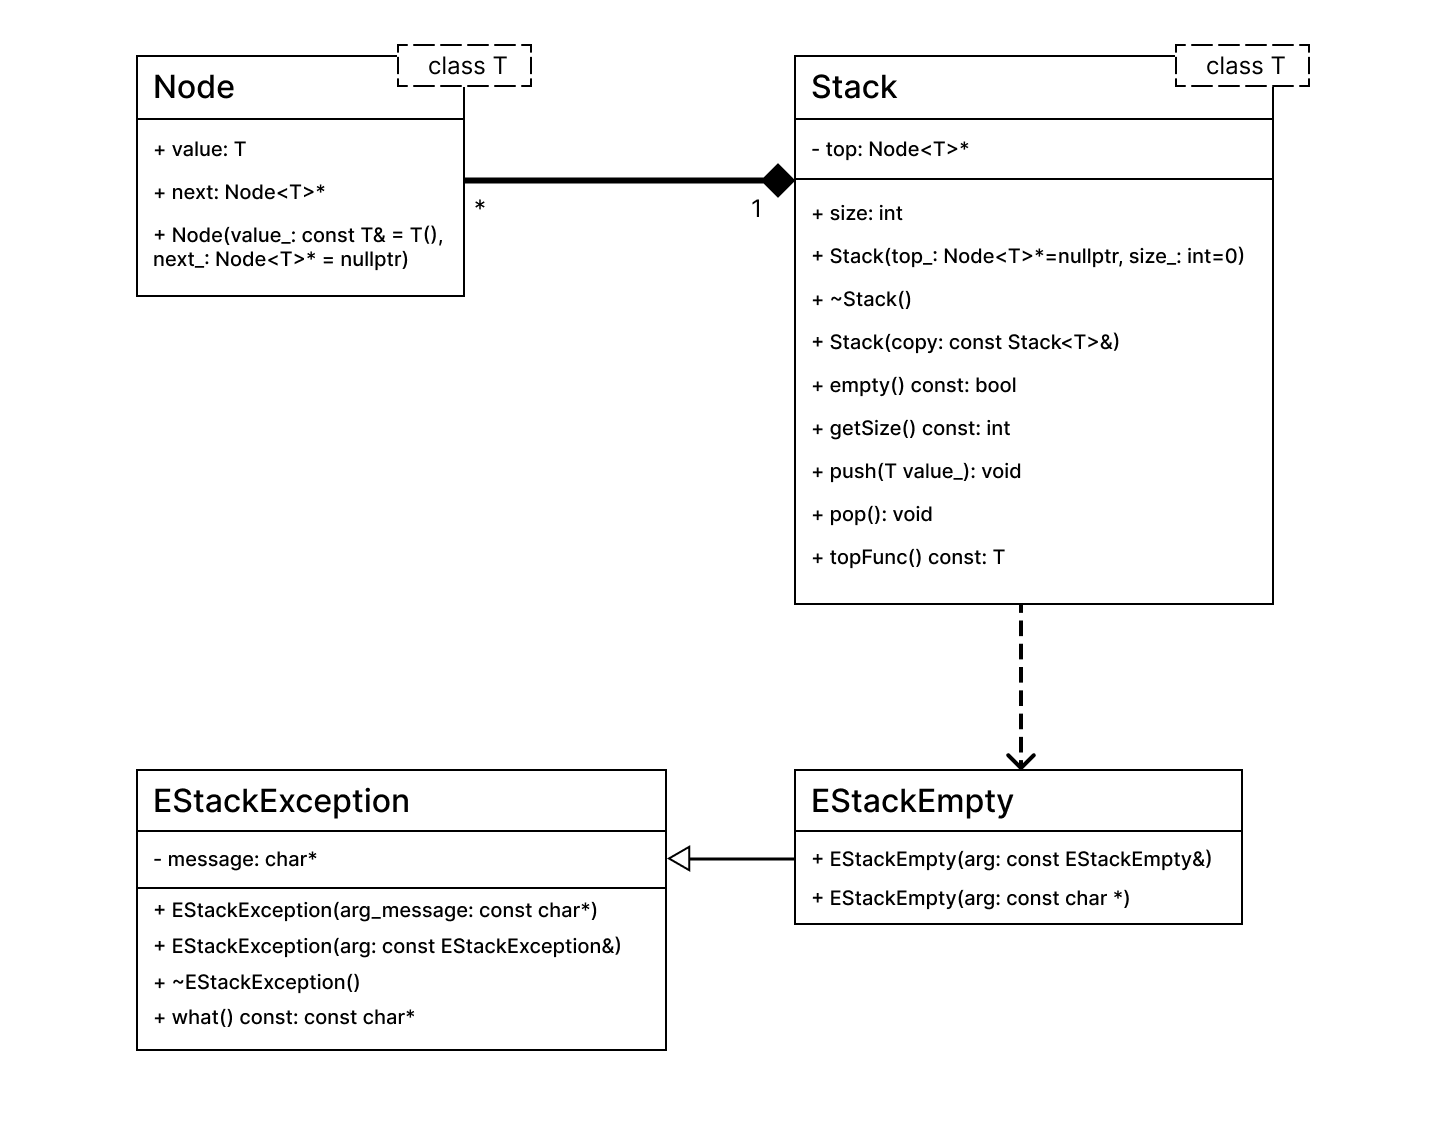 class T
Node
+ value: T
+ next: Node<T>*
+ Node(value_: const T& = T(),
next_: Node<T>* = nullptr)
*
1
class T
Stack
- top: Node<T>*
+ size: int
+ Stack(top_: Node<T>*=nullptr, size_: int=0)
+ ~Stack()
+ Stack(copy: const Stack<T>&)
+ empty() const: bool
+ getSize() const: int
+ push(T value_): void
+ pop(): void
+ topFunc() const: T
EStackException
- message: char*
+ EStackException(arg_message: const char*)
+ EStackException(arg: const EStackException&)
+ ~EStackException()
+ what() const: const char*
EStackEmpty
+ EStackEmpty(arg: const EStackEmpty&)
+ EStackEmpty(arg: const char *)